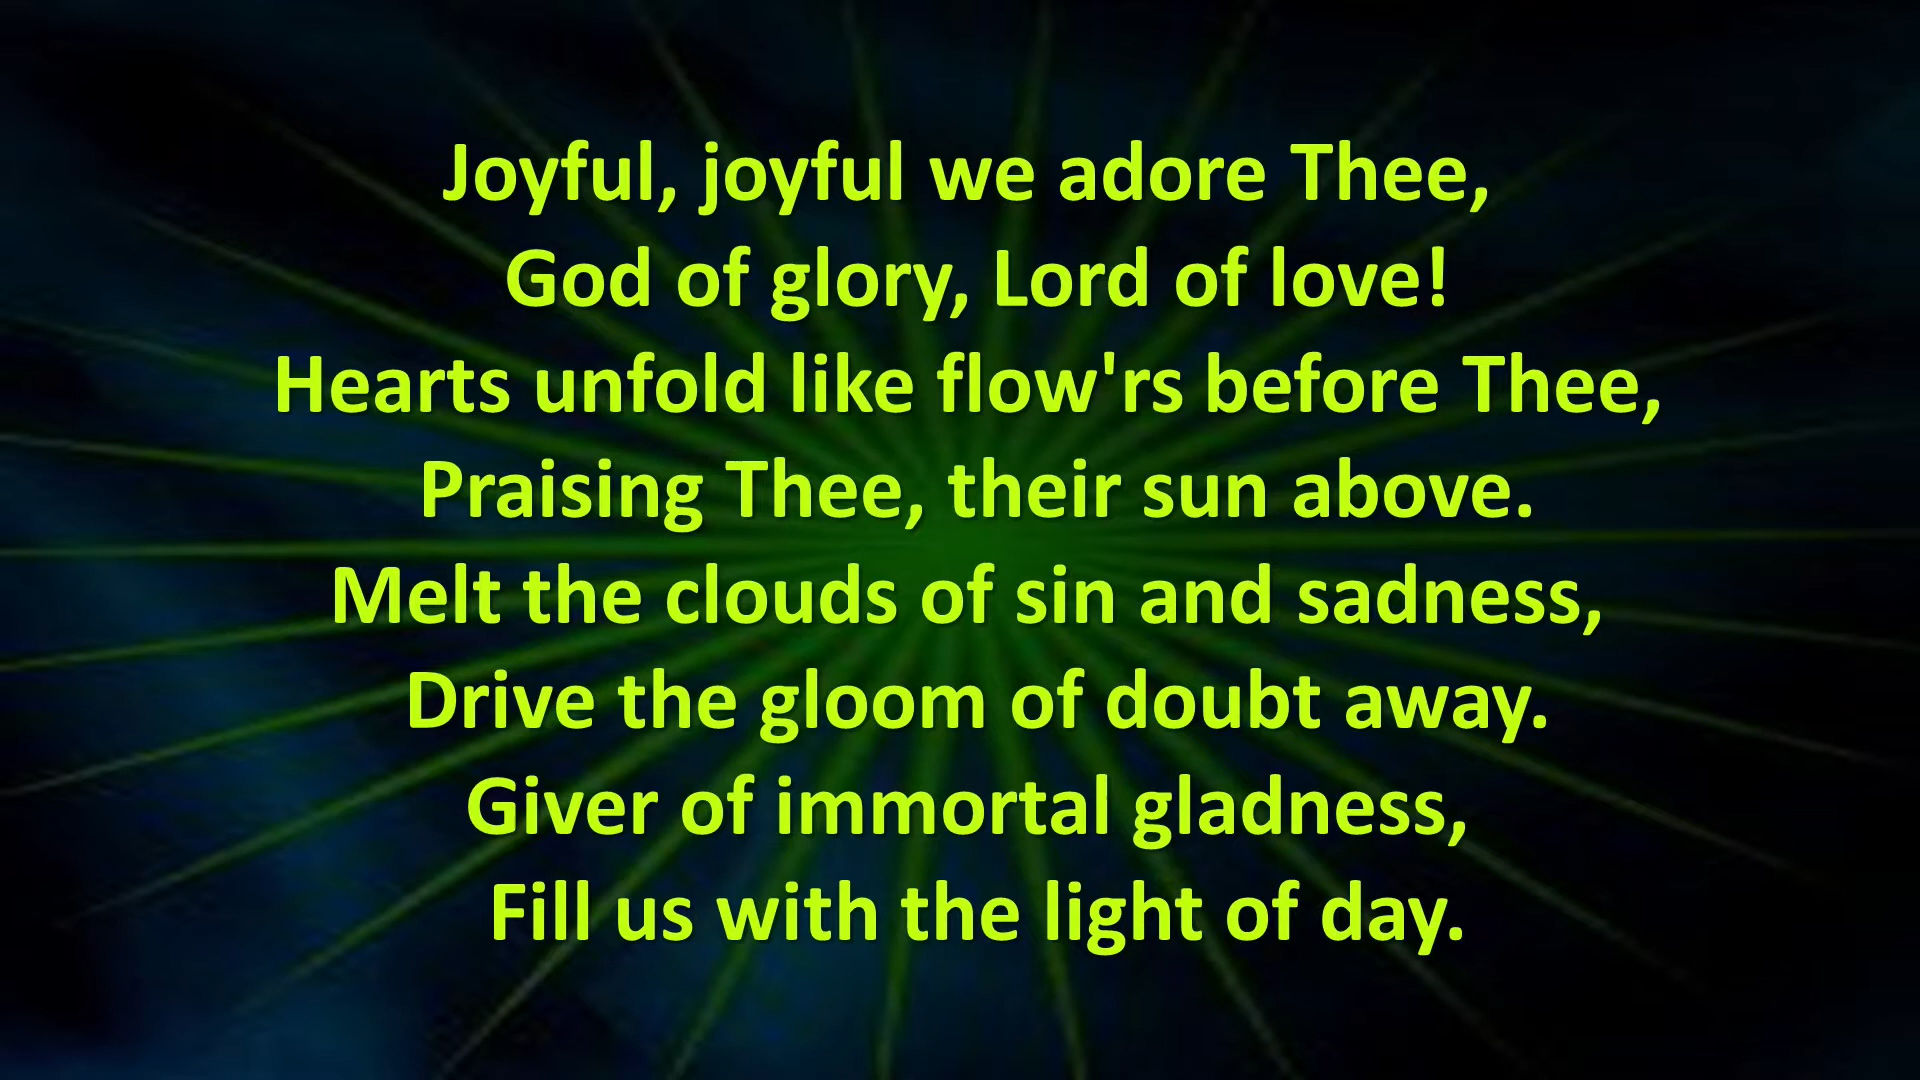 Joyful, joyful we adore Thee,
God of glory, Lord of love!
Hearts unfold like flow'rs before Thee,
Praising Thee, their sun above.
Melt the clouds of sin and sadness,
Drive the gloom of doubt away.
Giver of immortal gladness,
Fill us with the light of day.